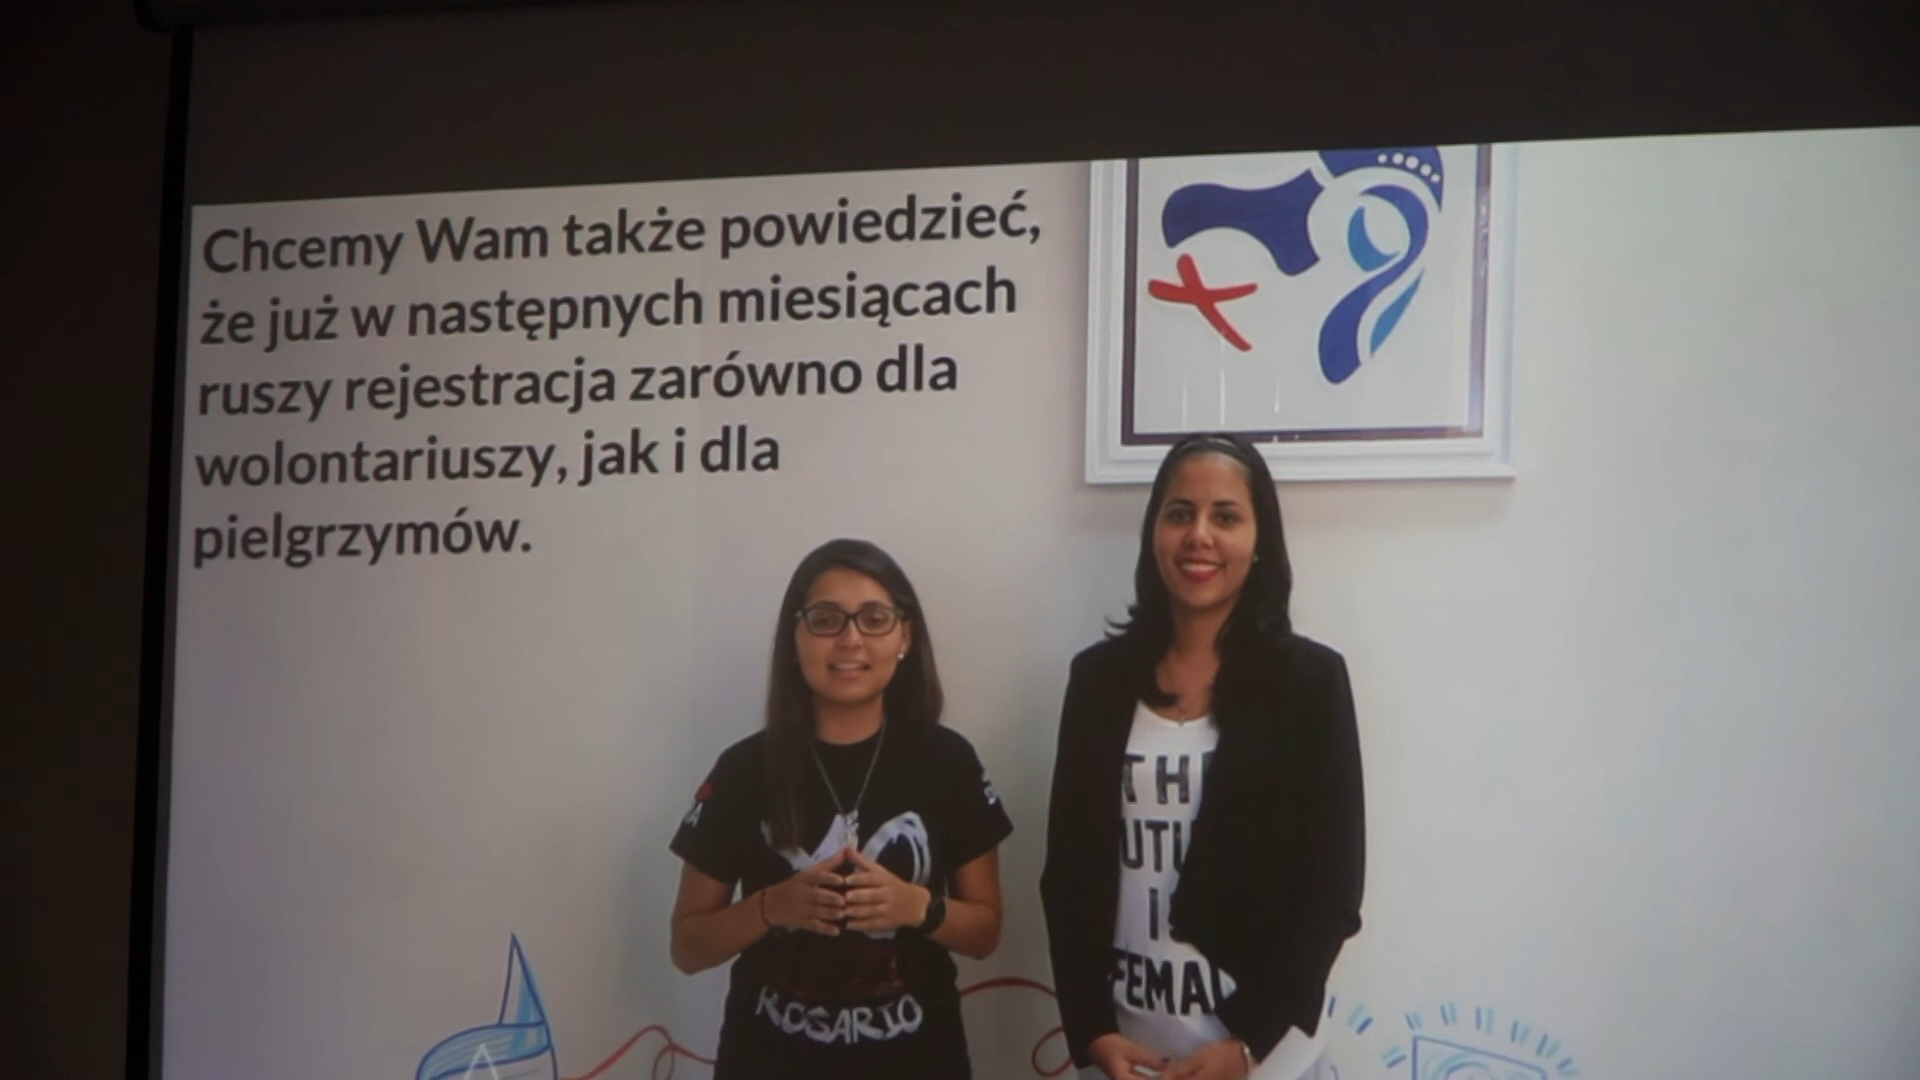 Chcemy Wam także powiedzieć,
że już w następnych miesiącach
ruszy rejestracja zarówno dla
wolontariuszy, jak i dla
pielgrzymów.
ROSARIO